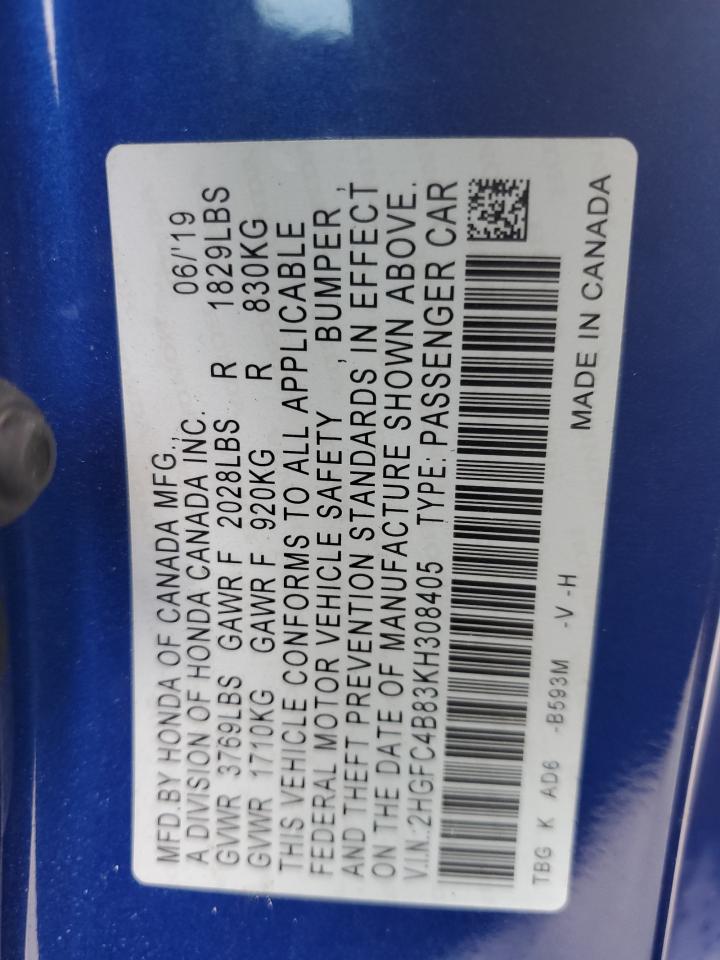 MFD.BY HONDA OF CANADA MFG.,
A DIVISION OF HONDA CANADA INC. 06/'19
GVWR 3769LBS GAWR F 2028LBS R 1829LBS
GVWR 1710KG GAWR F 920KG R 830KG
THIS VEHICLE CONFORMS TO ALL APPLICABLE
FEDERAL MOTOR VEHICLE SAFETY , BUMPER ,
AND THEFT PREVENTION STANDARDS IN EFFECT
ON THE DATE OF MANUFACTURE SHOWN ABOVE.
V.I.N.:2HGFC4B83KH308405 TYPE: PASSENGER CAR
TBG K AD6 -B593M -V -H MADE IN CANADA